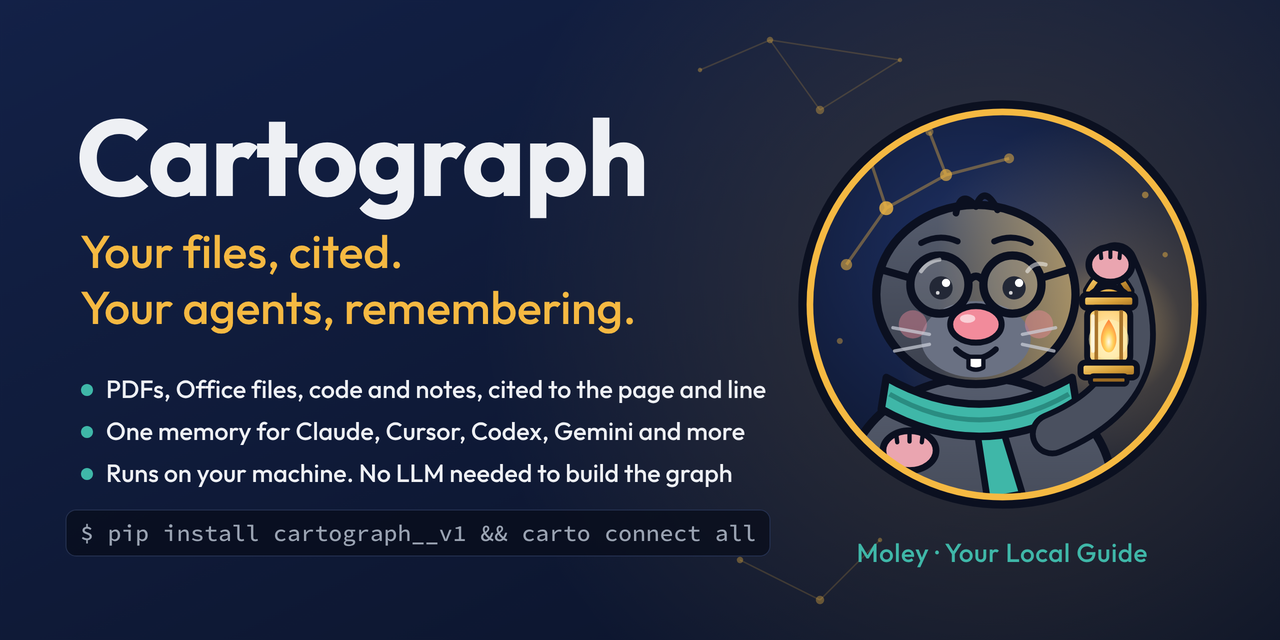 Cartograph
Your files, cited.
Your agents, remembering.
PDFs, Office files, code and notes, cited to the page and line
One memory for Claude, Cursor, Codex, Gemini and more
Runs on your machine. No LLM needed to build the graph
$ pip install cartograph__v1 && carto connect all
Moley · Your Local Guide